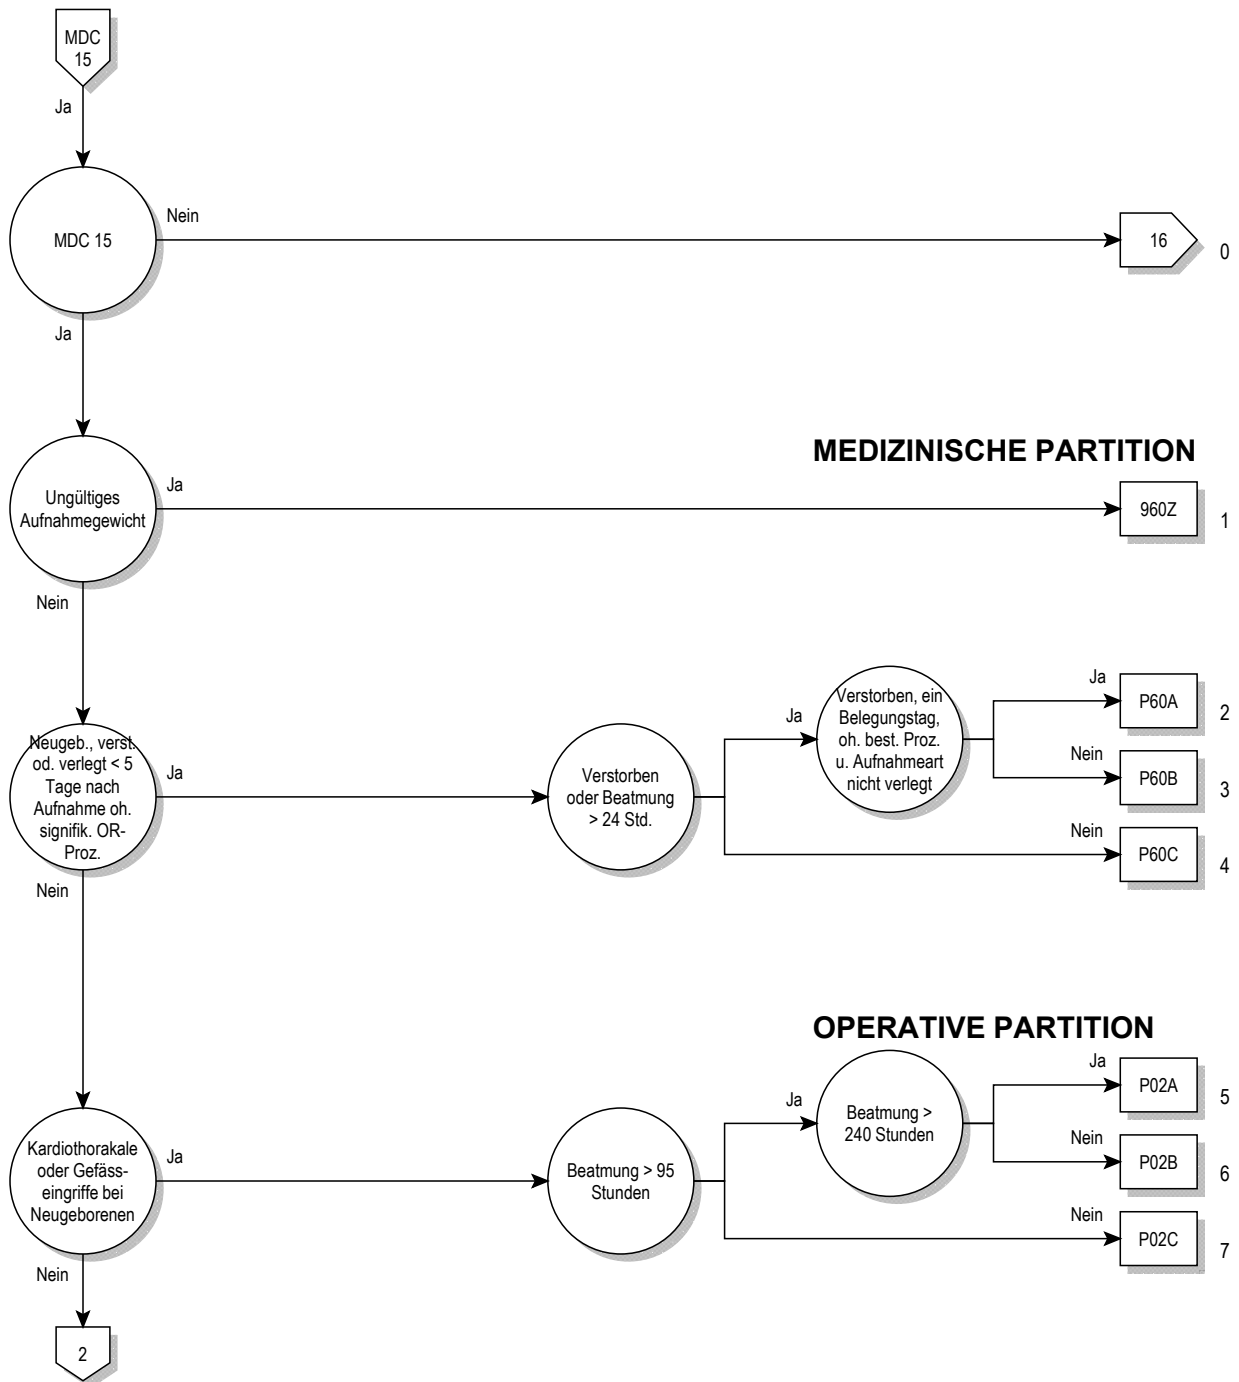 MDC
15
Ja
MDC 15
Nein
16
0
Ja
MEDIZINISCHE PARTITION
Ungültiges
Aufnahmegewicht
Ja
960Z
1
Nein
Neugeb., verst.
od. verlegt < 5
Tage nach
Aufnahme oh.
signifik. OR-
Proz.
Ja
Verstorben
oder Beatmung
> 24 Std.
Ja
Verstorben, ein
Belegungstag,
oh. best. Proz.
u. Aufnahmeart
nicht verlegt
Ja
P60A
2
Nein
P60B
3
Nein
P60C
4
Nein
OPERATIVE PARTITION
Kardiothorakale
oder Gefäss-
eingriffe bei
Neugeborenen
Ja
Beatmung > 95
Stunden
Ja
Beatmung >
240 Stunden
Ja
P02A
5
Nein
P02B
6
Nein
P02C
7
Nein
2